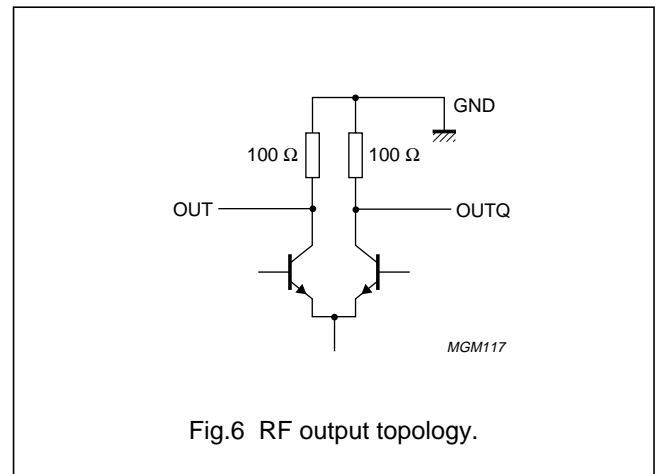 GND
100 Ω
100 Ω
OUT
OUTQ
MGM117
Fig.6 RF output topology.